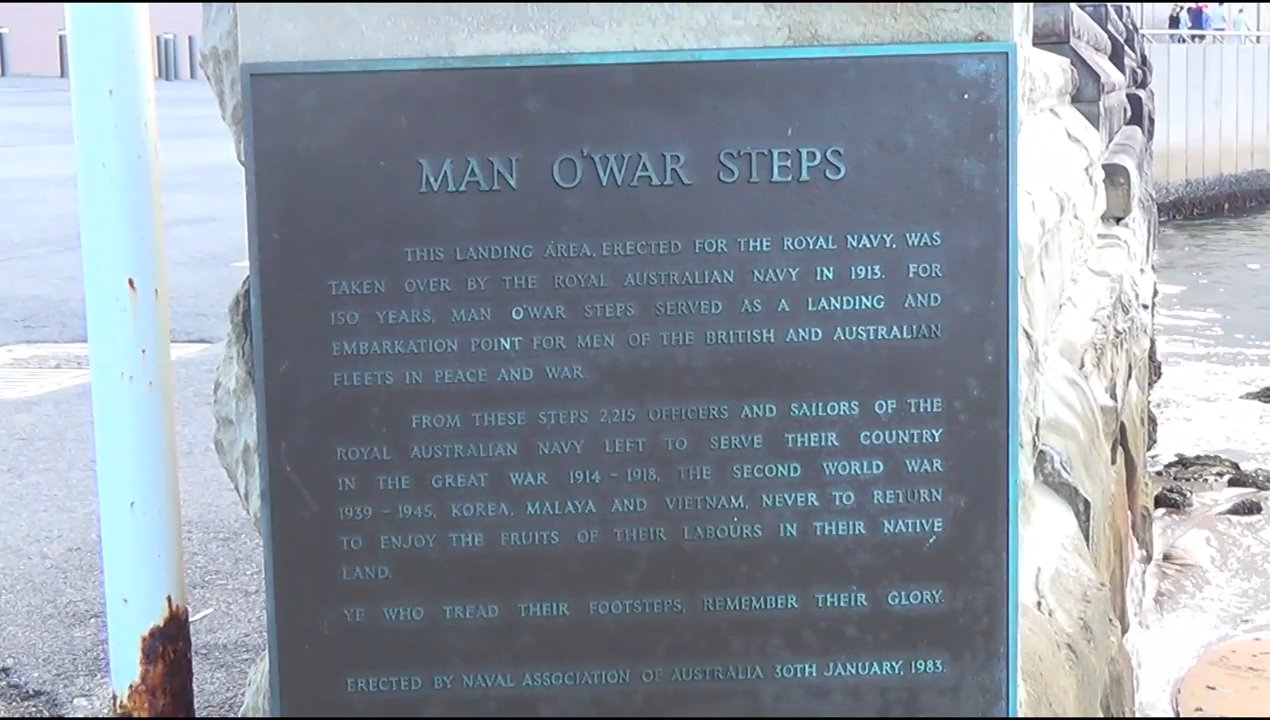 MAN O'WAR STEPS
THIS LANDING AREA, ERECTED FOR THE ROYAL NAVY, WAS
TAKEN OVER BY THE ROYAL AUSTRALIAN NAVY IN 1913. FOR
150 YEARS, MAN O'WAR STEPS SERVED AS A LANDING AND
EMBARKATION POINT FOR MEN OF THE BRITISH AND AUSTRALIAN
FLEETS IN PEACE AND WAR.
FROM THESE STEPS 2,215 OFFICERS AND SAILORS OF THE
ROYAL AUSTRALIAN NAVY LEFT TO SERVE THEIR COUNTRY
IN THE GREAT WAR 1914 - 1918, THE SECOND WORLD WAR
1939 - 1945, KOREA, MALAYA AND VIETNAM, NEVER TO RETURN
TO ENJOY THE FRUITS OF THEIR LABOURS IN THEIR NATIVE
LAND.
YE WHO TREAD THEIR FOOTSTEPS, REMEMBER THEIR GLORY.
ERECTED BY NAVAL ASSOCIATION OF AUSTRALIA 30TH JANUARY, 1983.